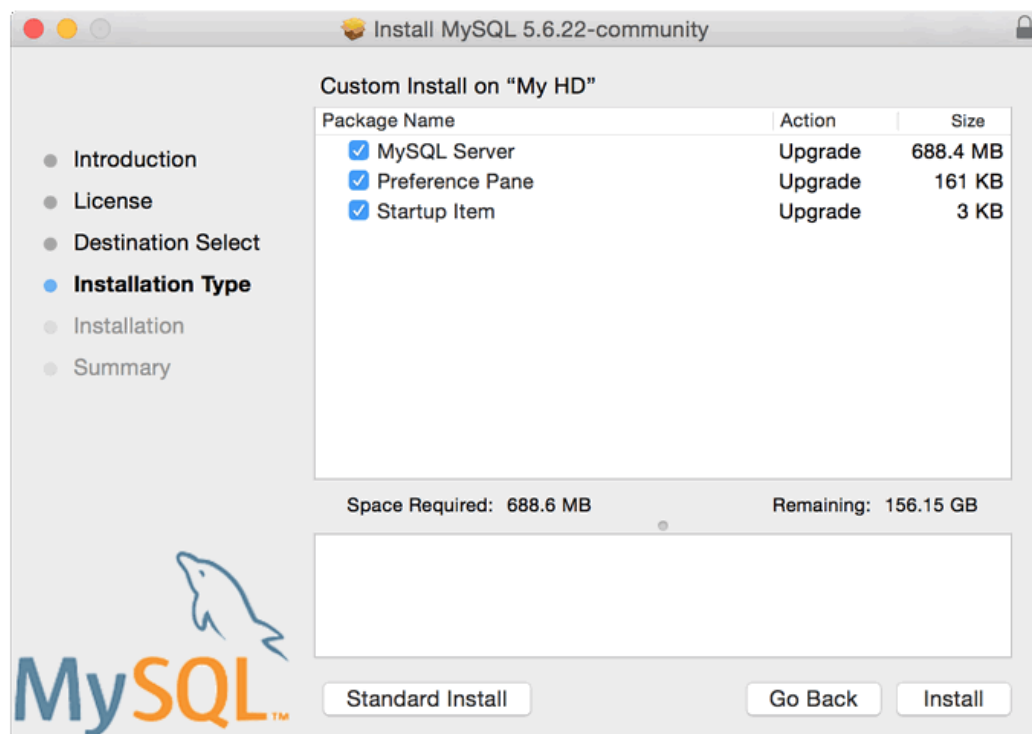 Install MySQL 5.6.22-community
Custom Install on “My HD”
Package Name Action Size
MySQL Server Upgrade 688.4 MB
Preference Pane Upgrade 161 KB
Startup Item Upgrade 3 KB
Introduction
License
Destination Select
Installation Type
Installation
Summary
Space Required: 688.6 MB Remaining: 156.15 GB
MySQL™
Standard Install Go Back Install